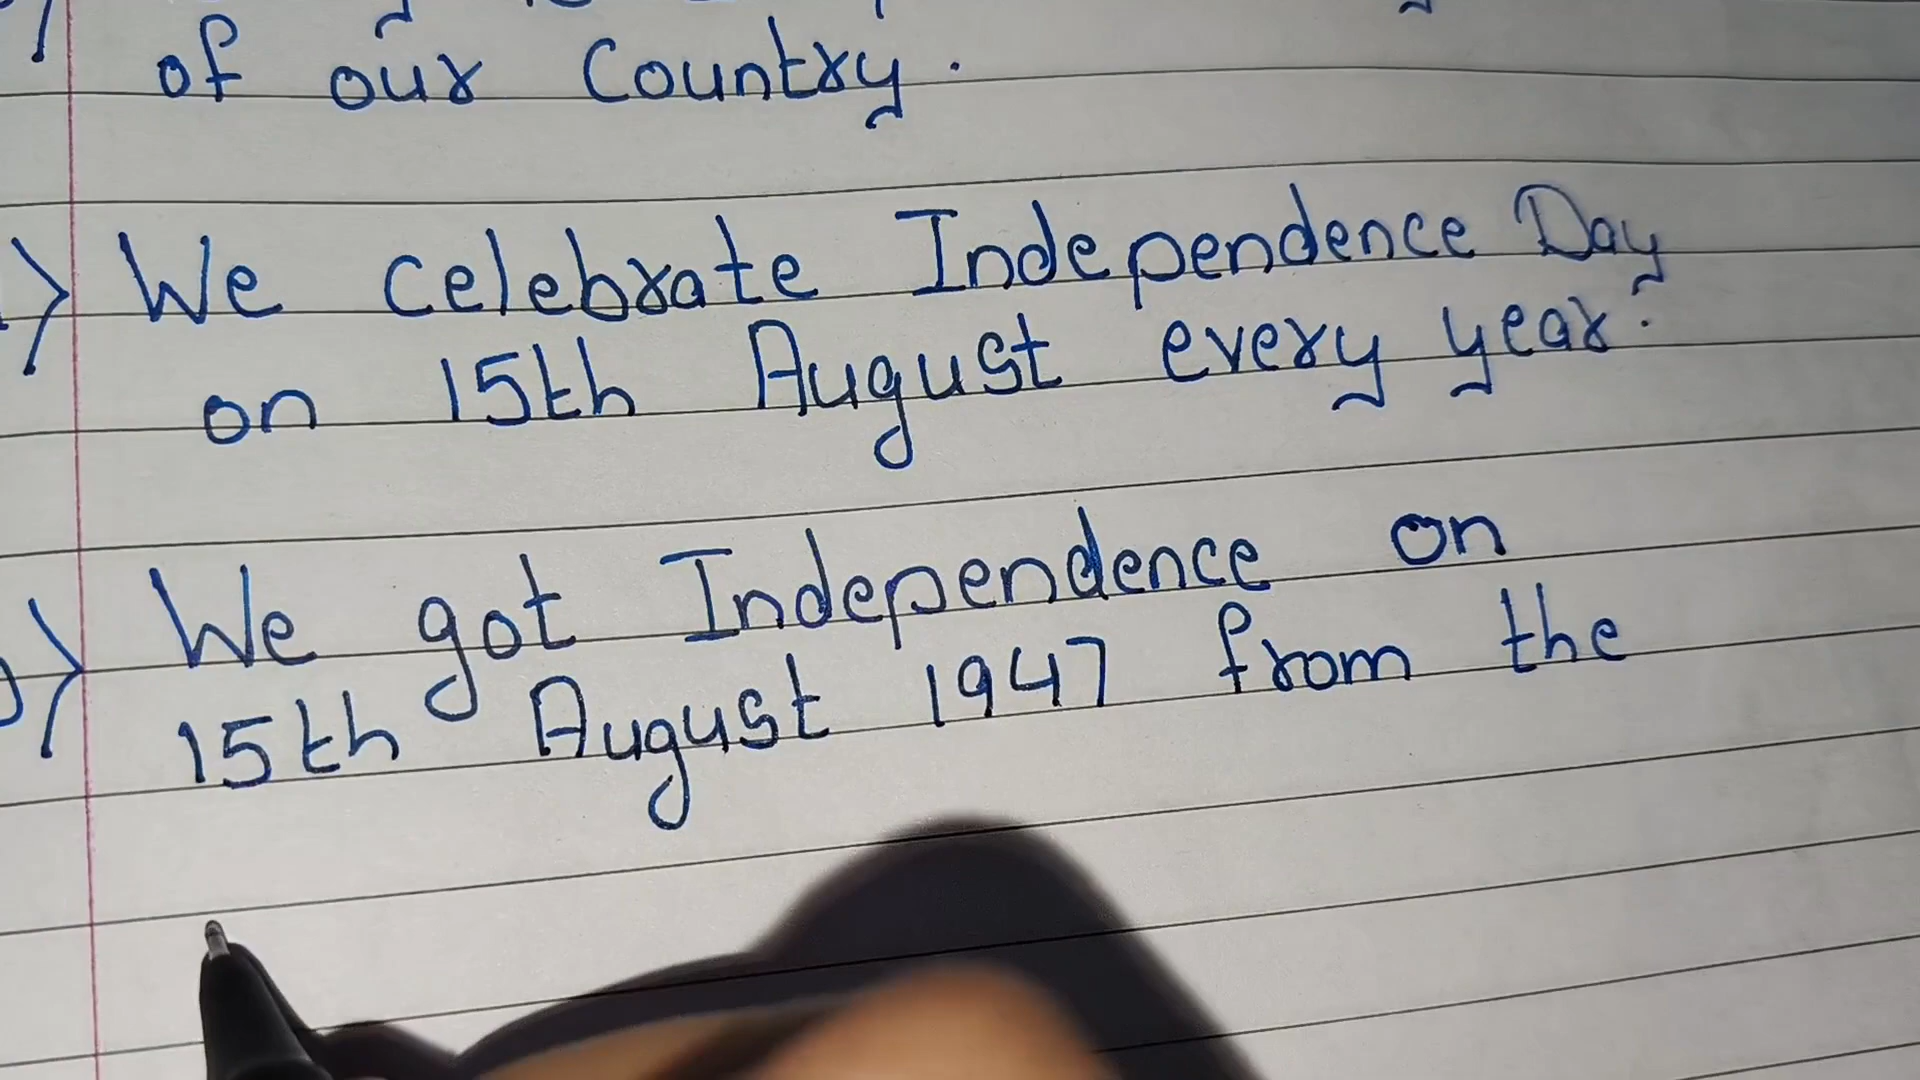 of our Country.
We celebrate Independence Day
on 15th August every year.
We got Independence on
15th August 1947 from the